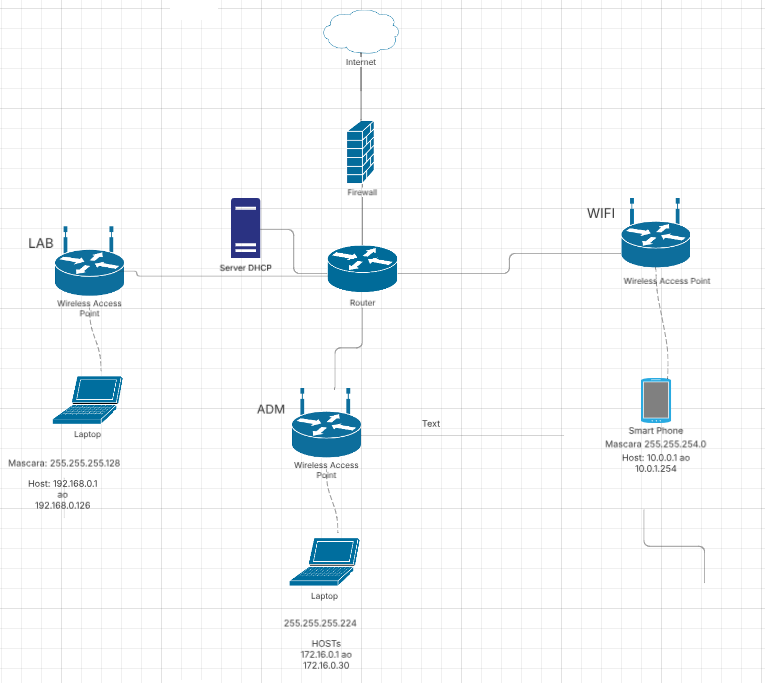 Internet
Firewall
WIFI
LAB
Server DHCP
Wireless Access Point
Wireless Access
Point
Router
ADM
Text
Laptop
Smart Phone
Mascara 255.255.254.0
Host: 10.0.0.1 ao
10.0.1.254
Mascara: 255.255.255.128
Host: 192.168.0.1
ao
192.168.0.126
Wireless Access
Point
Laptop
255.255.255.224
HOSTs
172.16.0.1 ao
172.16.0.30